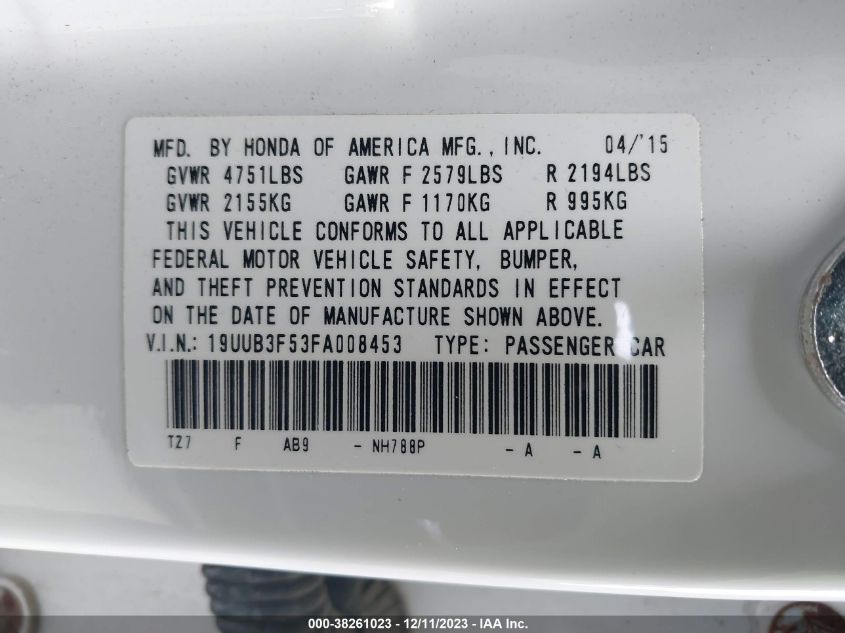 MFD. BY HONDA OF AMERICA MFG., INC. 04/'15
GVWR 4751LBS GAWR F 2579LBS R 2194LBS
GVWR 2155KG GAWR F 1170KG R 995KG
THIS VEHICLE CONFORMS TO ALL APPLICABLE
FEDERAL MOTOR VEHICLE SAFETY, BUMPER,
AND THEFT PREVENTION STANDARDS IN EFFECT
ON THE DATE OF MANUFACTURE SHOWN ABOVE.
V.I.N.: 19UUB3F53FA008453 TYPE: PASSENGER CAR
TZ7 F AB9 - NH788P - A - A
000-38261023 - 12/11/2023 - IAA Inc.